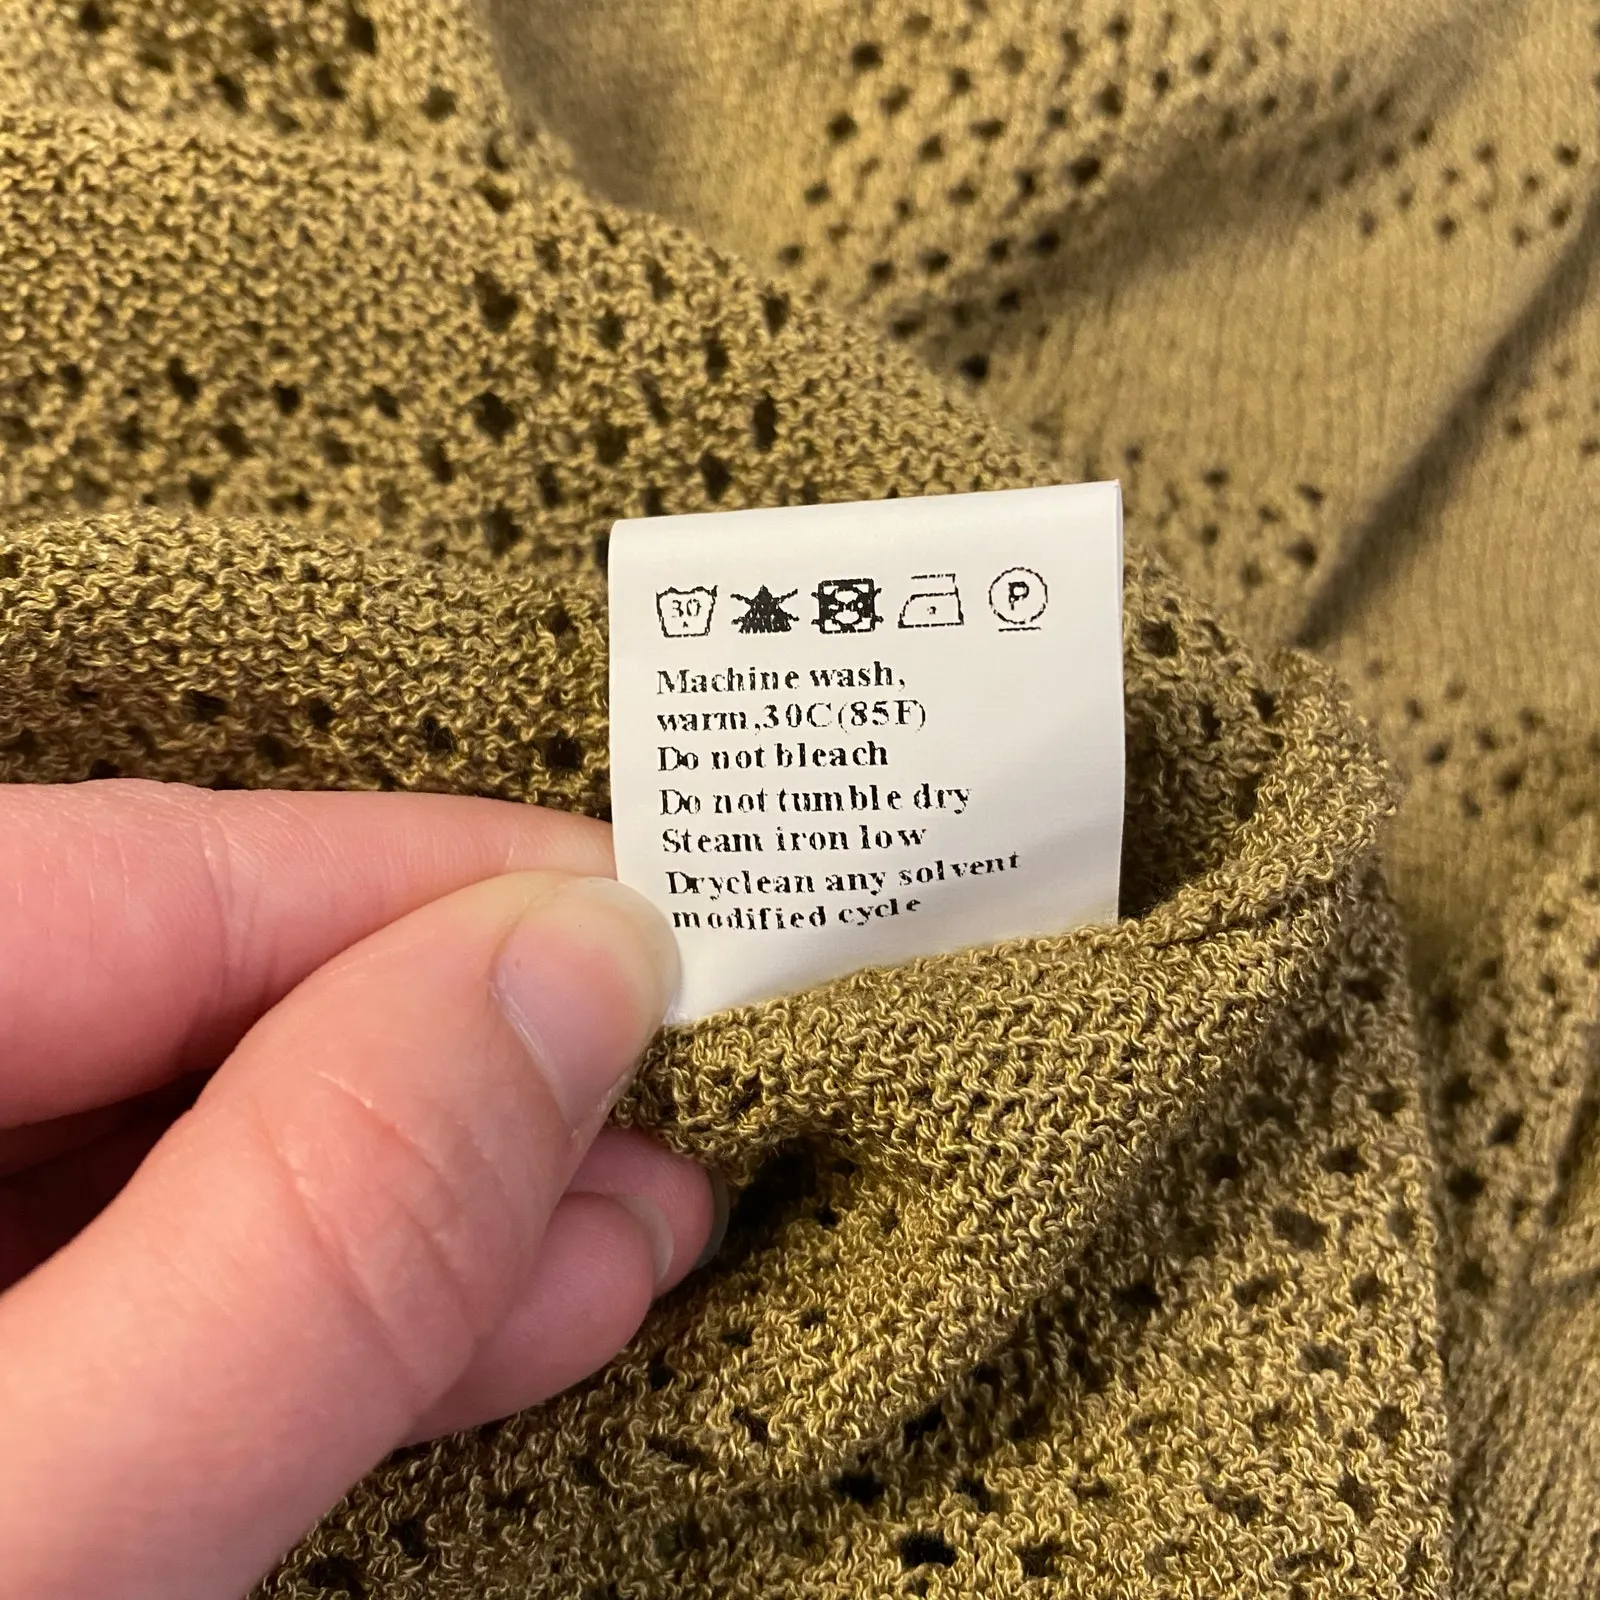 30
P
Machine wash,
warm,30C(85F)
Do not bleach
Do not tumble dry
Steam iron low
Dryclean any solvent
modified cycle